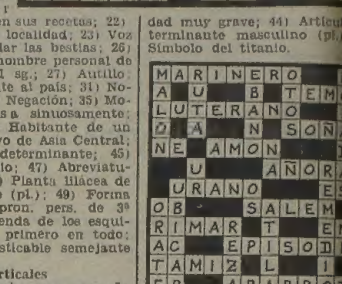 en sus recetas; 22)
localidad; 23) Voz
lar las bestias; 26)
nombre personal de
sg.; 27) Autillo;
te al país; 31) No-
Negación; 35) Mo-
sa sinuosamente;
Habitante de un
vo de Asia Central;
determinante; 45)
io; 47) Abreviatu-
) Planta liliácea de
(pl.); 49) Forma
pron. pers. de 3ª
enda de los esqui-
primero en todo;
sticable semejante
rticales
dad muy grave; 44) Artícu
terminante masculino (pl.
Símbolo del titanio.
MARINERO
A U B TEM
LUTERANO
A N SOÑ
NE AMON I
U AÑOR
URANO E
OB SALEM
RIMAR T E
AC EPISODI
TAMIZ L I